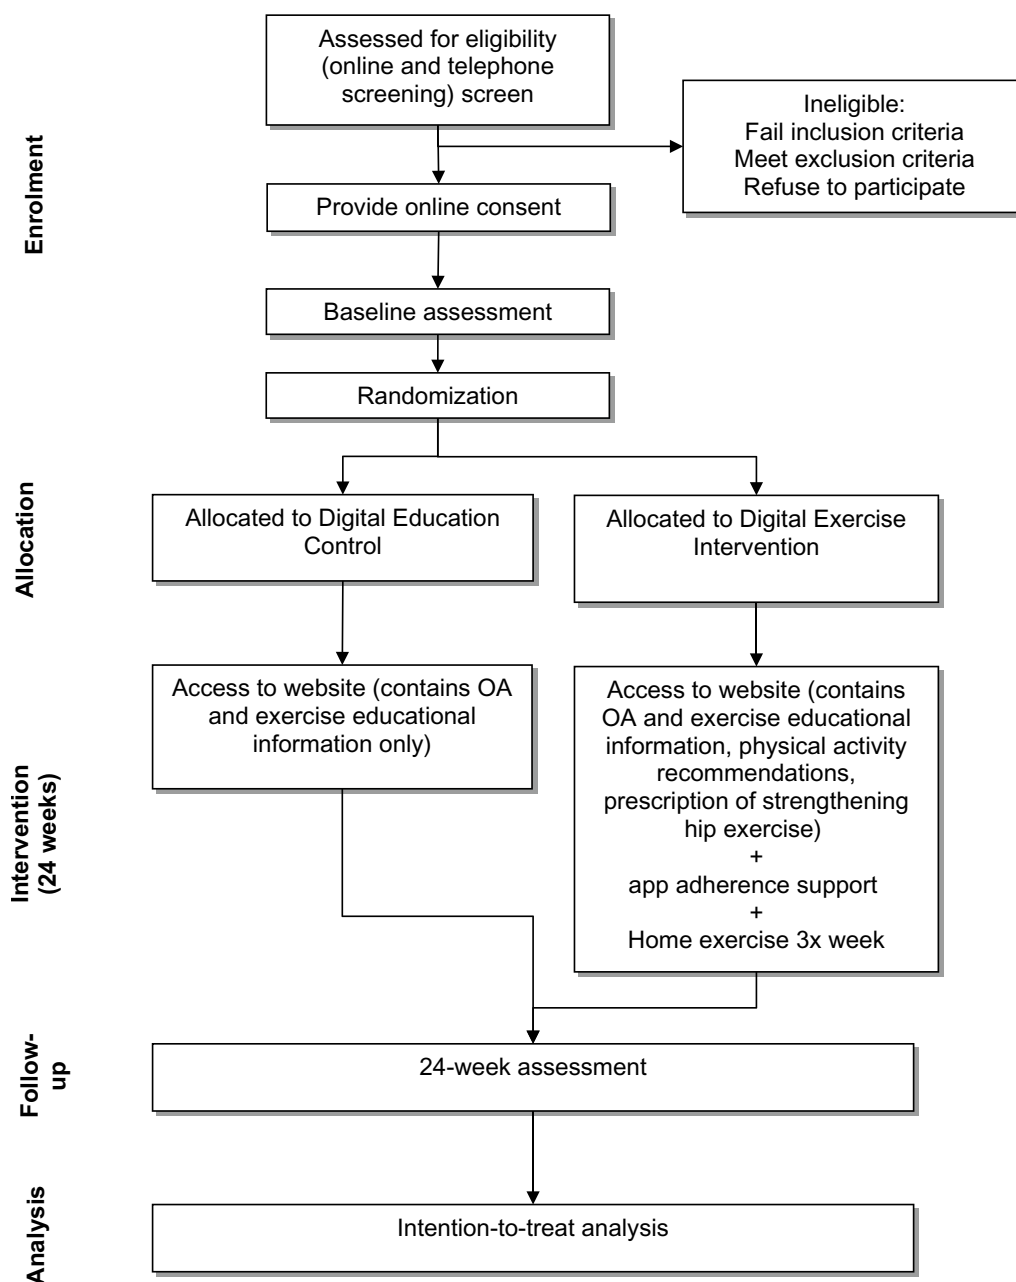 Enrolment
Assessed for eligibility
(online and telephone
screening) screen
Ineligible:
Fail inclusion criteria
Meet exclusion criteria
Refuse to participate
Provide online consent
Baseline assessment
Randomization
Allocation
Allocated to Digital Education
Control
Allocated to Digital Exercise
Intervention
Intervention
(24 weeks)
Access to website (contains OA
and exercise educational
information only)
Access to website (contains
OA and exercise educational
information, physical activity
recommendations,
prescription of strengthening
hip exercise)
+
app adherence support
+
Home exercise 3x week
Follow-
up
24-week assessment
Analysis
Intention-to-treat analysis